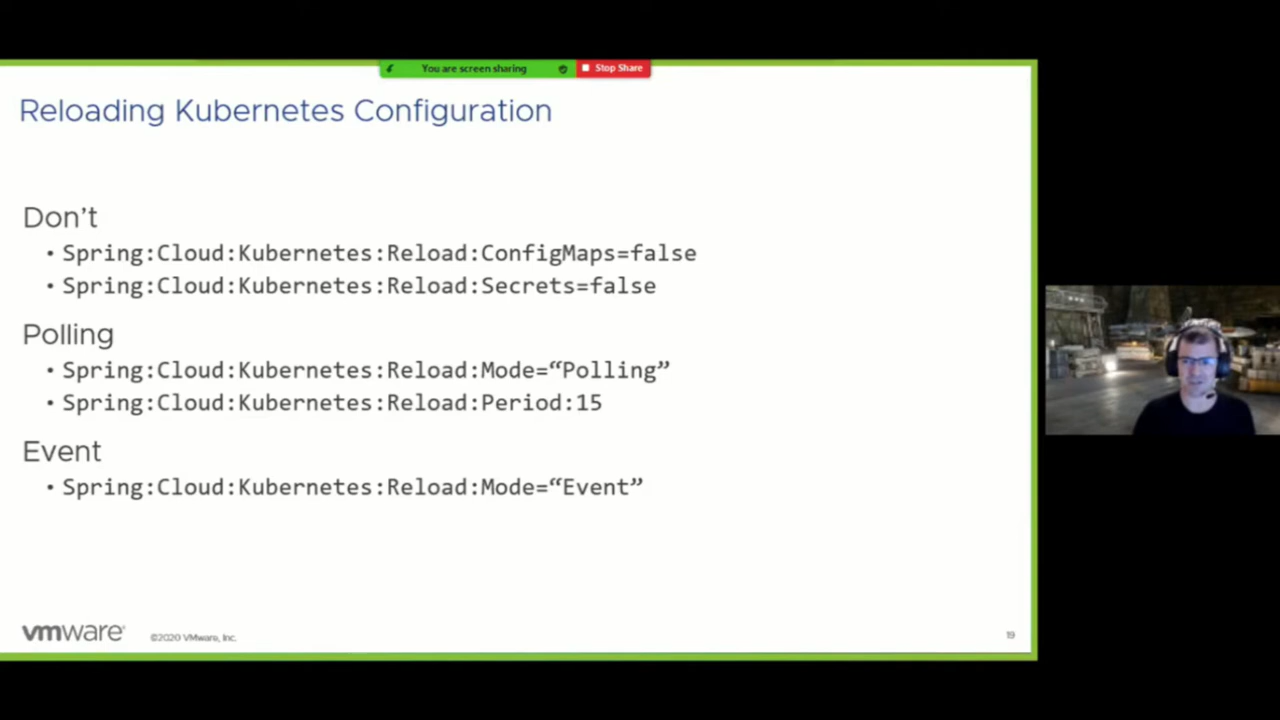 You are screen sharing Stop Share
Reloading Kubernetes Configuration
Don’t
• Spring:Cloud:Kubernetes:Reload:ConfigMaps=false
• Spring:Cloud:Kubernetes:Reload:Secrets=false
Polling
• Spring:Cloud:Kubernetes:Reload:Mode=“Polling”
• Spring:Cloud:Kubernetes:Reload:Period:15
Event
• Spring:Cloud:Kubernetes:Reload:Mode=“Event”
vmware® ©2020 VMware, Inc. 19